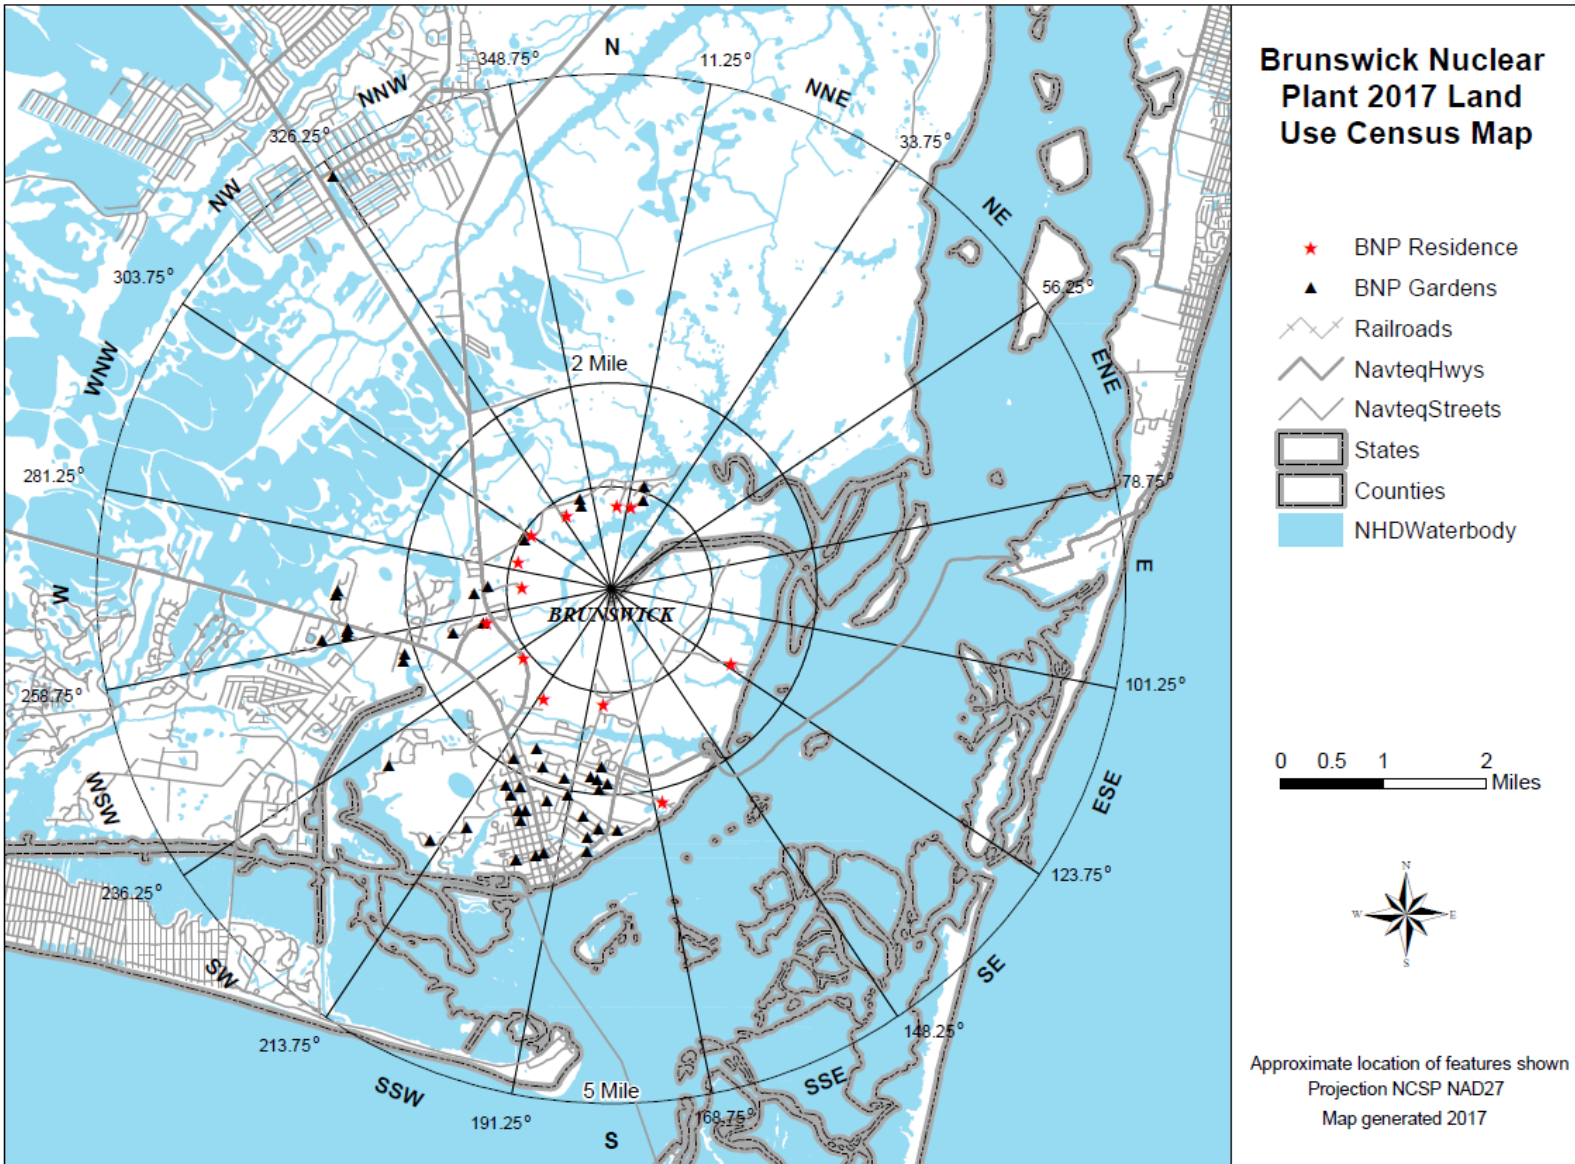 Brunswick Nuclear
Plant 2017 Land
Use Census Map
BNP Residence
BNP Gardens
Railroads
NavteqHwys
NavteqStreets
States
Counties
NHDWaterbody
0 0.5 1 2
Miles
N
W E
S
Approximate location of features shown
Projection NCSP NAD27
Map generated 2017
N
348.75°
11.25°
NNW
NNE
326.25°
33.75°
NW
NE
303.75°
56.25°
2 Mile
WNW
ENE
281.25°
78.75°
W
E
BRUNSWICK
258.75°
101.25°
WSW
ESE
236.25°
123.75°
SW
SE
213.75°
148.25°
SSW
SSE
5 Mile
191.25°
168.75°
S